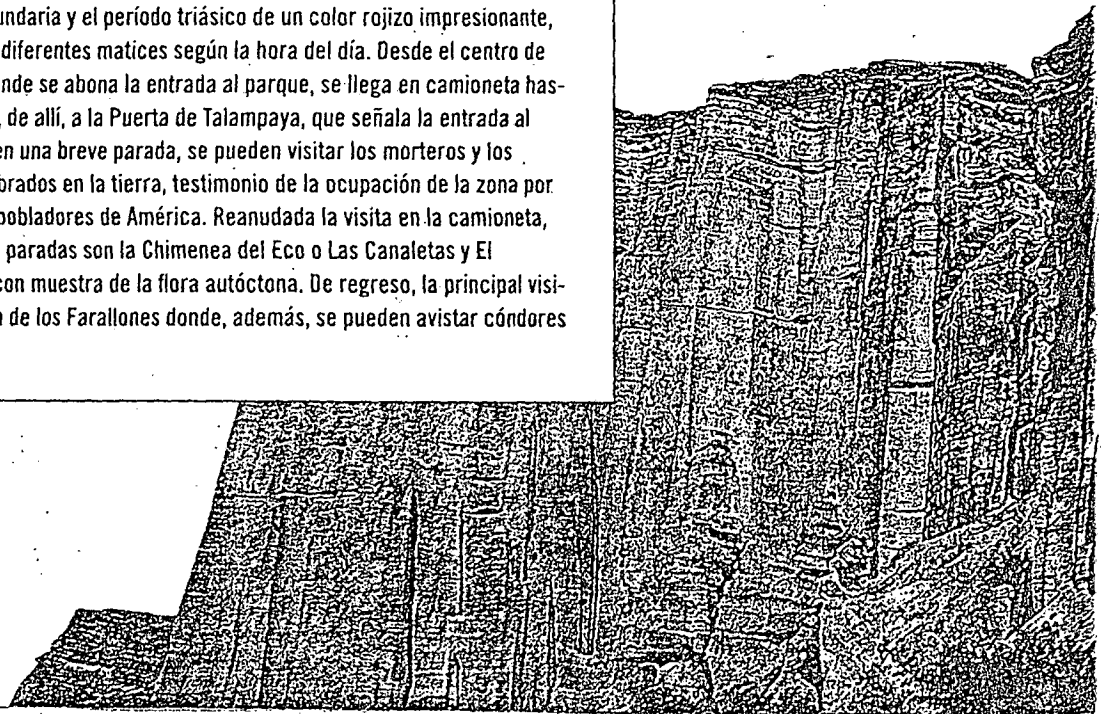 undaria y el período triásico de un color rojizo impresionante,
diferentes matices según la hora del día. Desde el centro de
nde se abona la entrada al parque, se llega en camioneta has-
, de allí, a la Puerta de Talampaya, que señala la entrada al
en una breve parada, se pueden visitar los morteros y los
brados en la tierra, testimonio de la ocupación de la zona por
pobladores de América. Reanudada la visita en la camioneta,
paradas son la Chimenea del Eco o Las Canaletas y El
con muestra de la flora autóctona. De regreso, la principal visi-
a de los Farallones donde, además, se pueden avistar cóndores